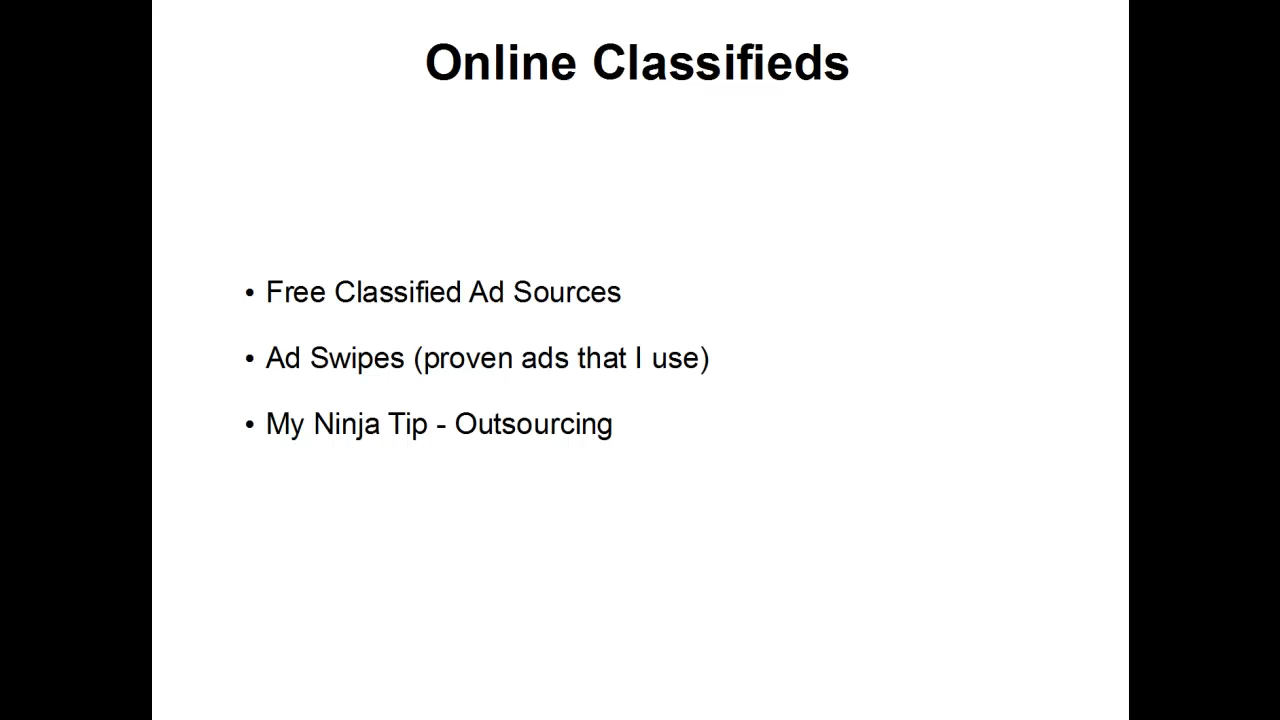 Online Classifieds
• Free Classified Ad Sources
• Ad Swipes (proven ads that I use)
• My Ninja Tip - Outsourcing